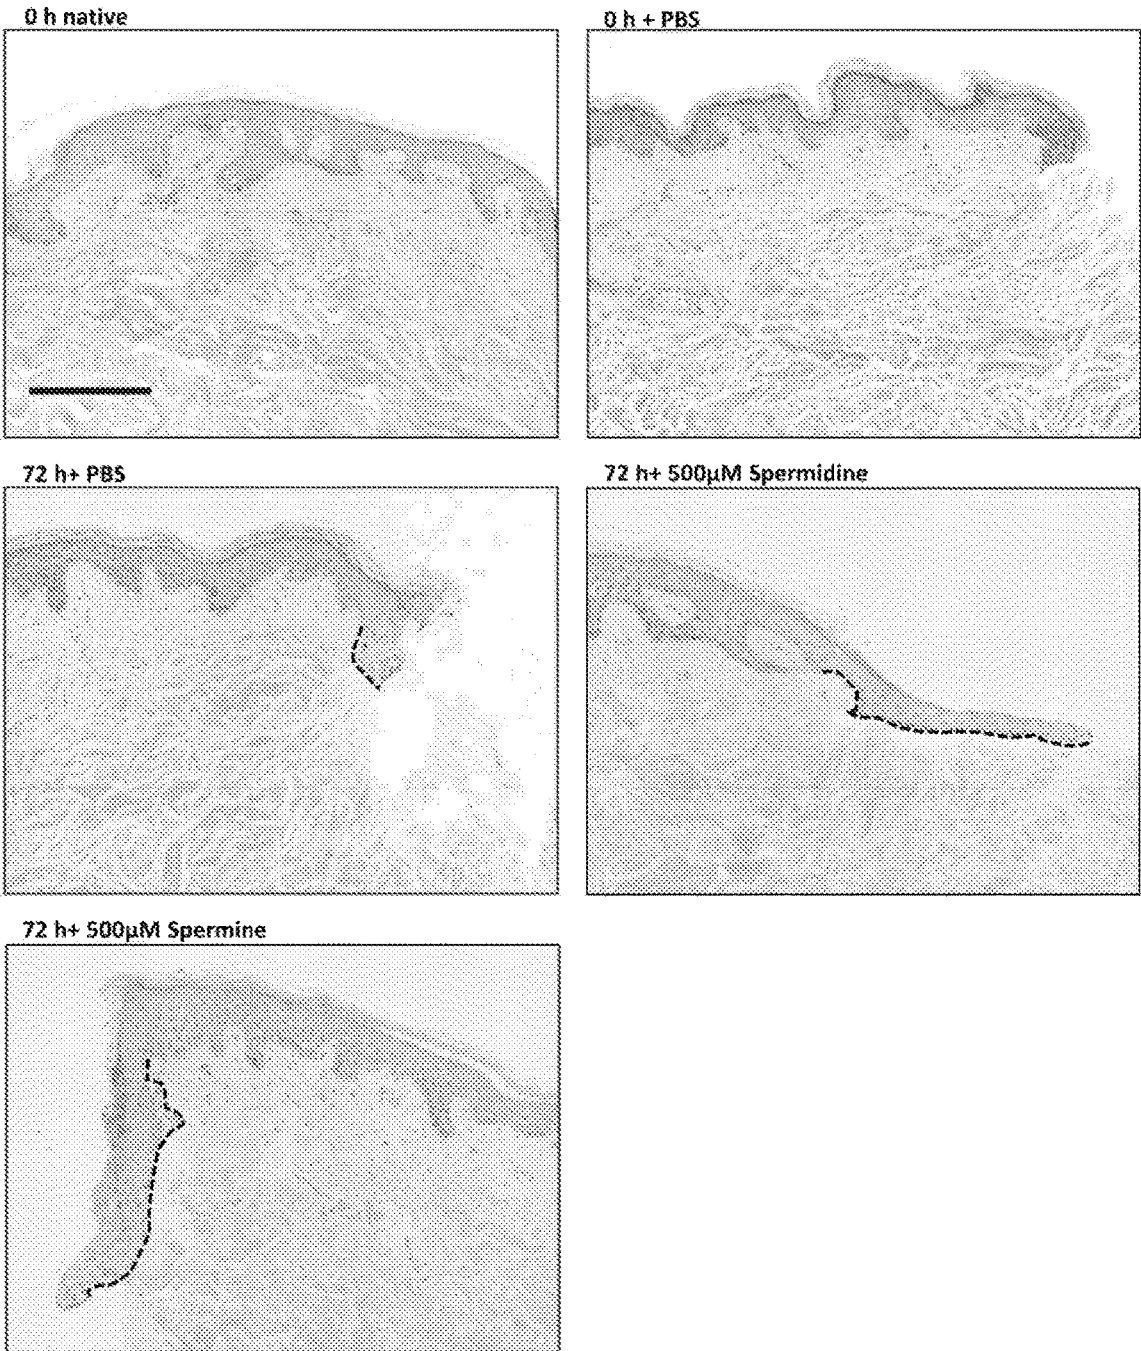 0 h native
0 h + PBS
72 h+ PBS
72 h+ 500µM Spermidine
72 h+ 500µM Spermine